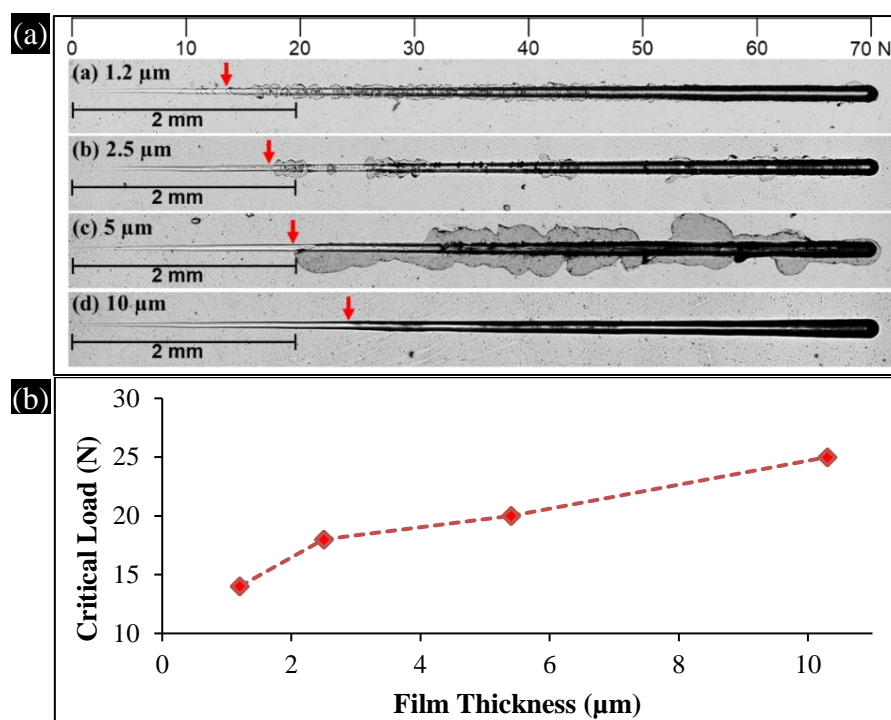 (a)
0 10 20 30 40 50 60 70 N
(a) 1.2 µm
2 mm
(b) 2.5 µm
2 mm
(c) 5 µm
2 mm
(d) 10 µm
2 mm
(b)
30
25
20
15
10
Critical Load (N)
0 2 4 6 8 10
Film Thickness (µm)